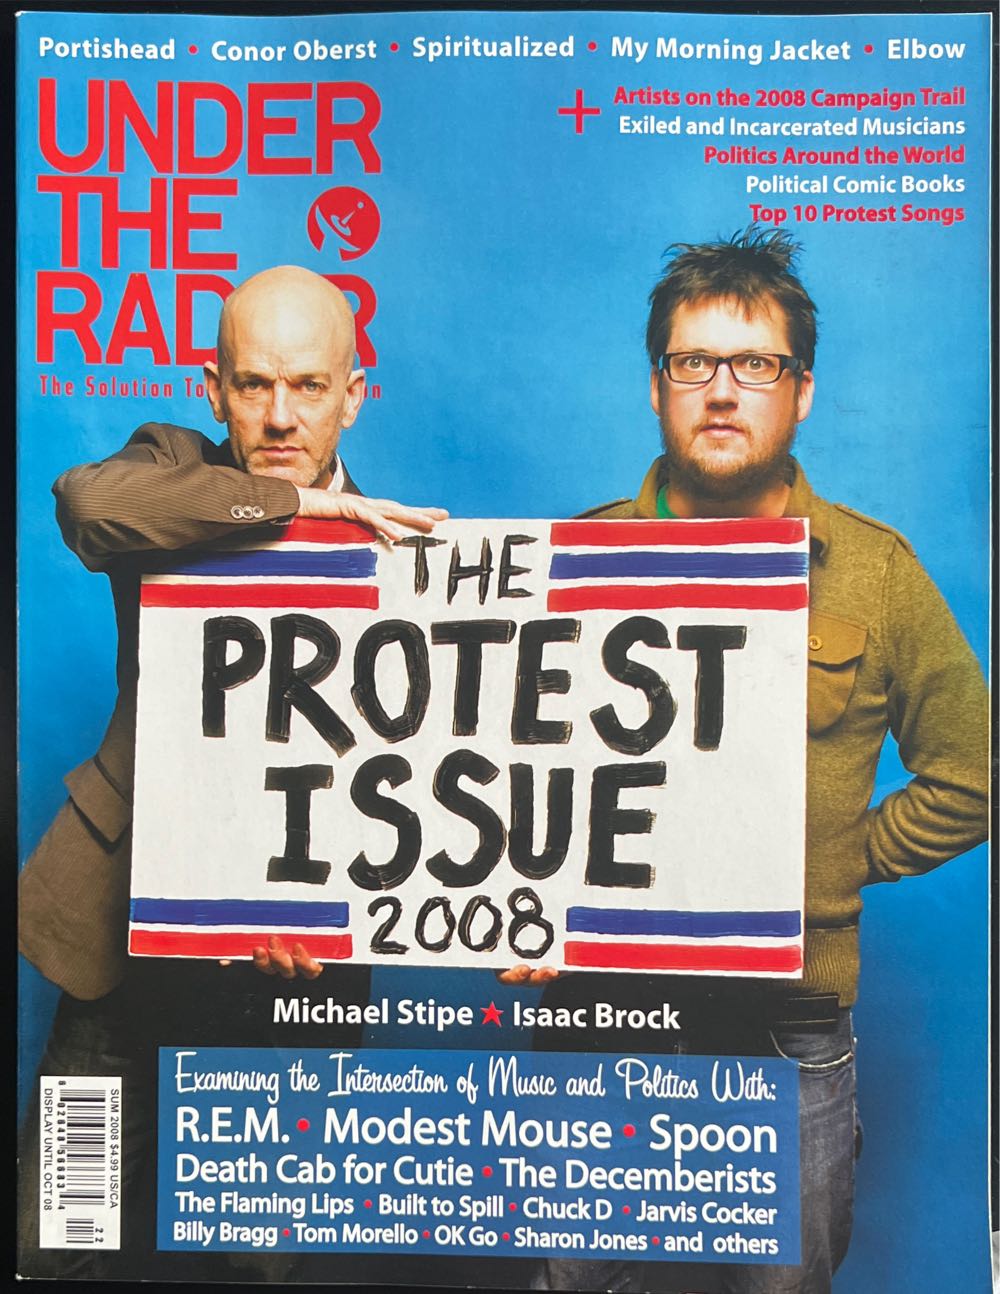 Portishead • Conor Oberst • Spiritualized • My Morning Jacket • Elbow
UNDER
THE
RAD R
The Solution To
+ Artists on the 2008 Campaign Trail
Exiled and Incarcerated Musicians
Politics Around the World
Political Comic Books
Top 10 Protest Songs
THE
PROTEST
ISSUE
2008
Michael Stipe ★ Isaac Brock
Examining the Intersection of Music and Politics With:
R.E.M. • Modest Mouse • Spoon
Death Cab for Cutie • The Decemberists
The Flaming Lips • Built to Spill • Chuck D • Jarvis Cocker
Billy Bragg • Tom Morello • OK Go • Sharon Jones • and others
SUM 2008 $4.99 US/CA
22
DISPLAY UNTIL OCT 08